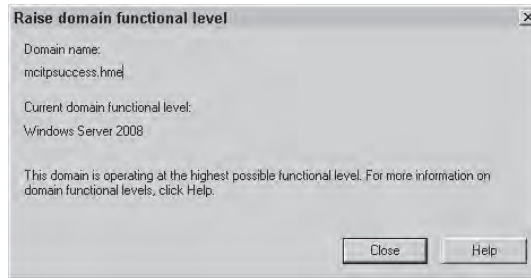 Raise domain functional level
Domain name:
mcitpsuccess.hme
Current domain functional level:
Windows Server 2008
This domain is operating at the highest possible functional level. For more information on
domain functional levels, click Help.
Close
Help